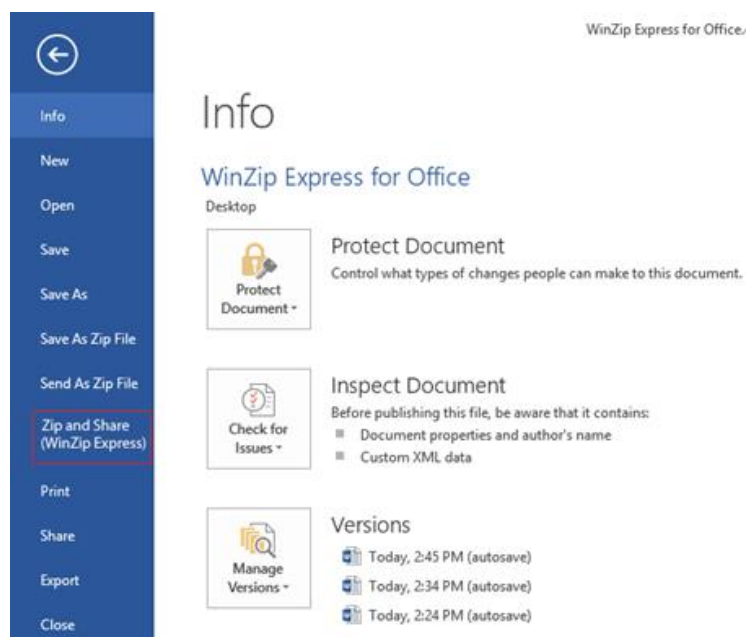 WinZip Express for Office.
Info
New
Open
Save
Save As
Save As Zip File
Send As Zip File
Zip and Share
(WinZip Express)
Print
Share
Export
Close
Info
WinZip Express for Office
Desktop
Protect
Document
Protect Document
Control what types of changes people can make to this document.
Check for
Issues
Inspect Document
Before publishing this file, be aware that it contains:
Document properties and author's name
Custom XML data
Manage
Versions
Versions
Today, 2:45 PM (autosave)
Today, 2:34 PM (autosave)
Today, 2:24 PM (autosave)